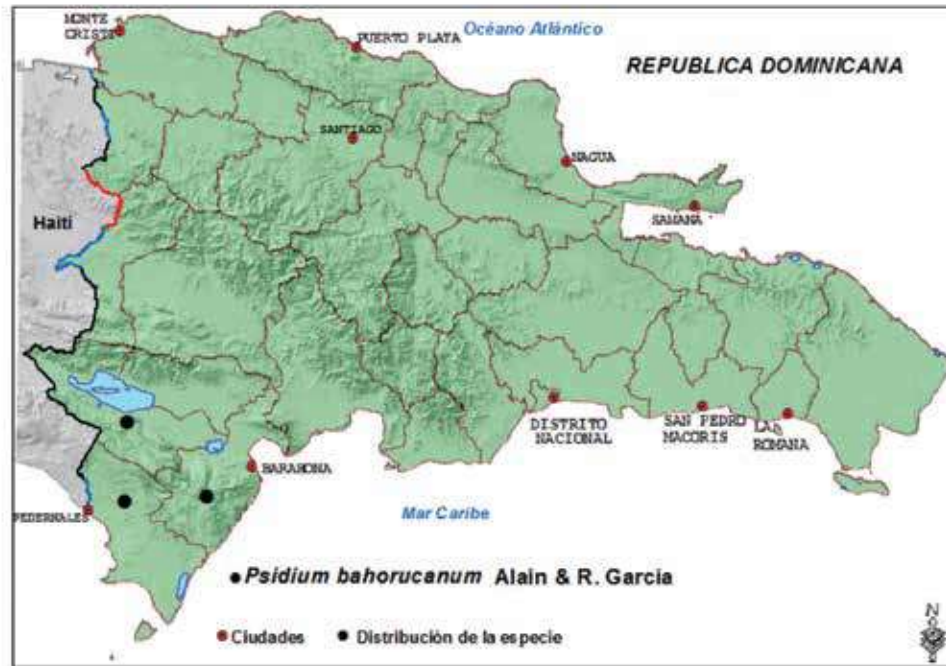 MONTE
CRISTI
PUERTO PLATA
Océano Atlántico
REPUBLICA DOMINICANA
SANTIAGO
NAGUA
SAMANA
Haiti
DISTRITO
NACIONAL
SAN PEDRO
MACORIS
LA
ROMANA
BARAHONA
PEDERNALES
Mar Caribe
Psidium bahorucanum Alain & R. García
Ciudades
Distribución de la especie
N